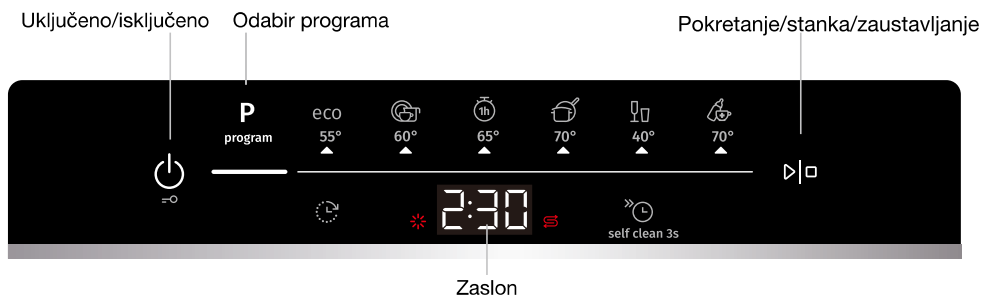 Uključeno/isključeno
Odabir programa
Pokretanje/stanka/zaustavljanje
P
program
eco
55°
60°
1h
65°
70°
40°
70°
2:30
self clean 3s
Zaslon